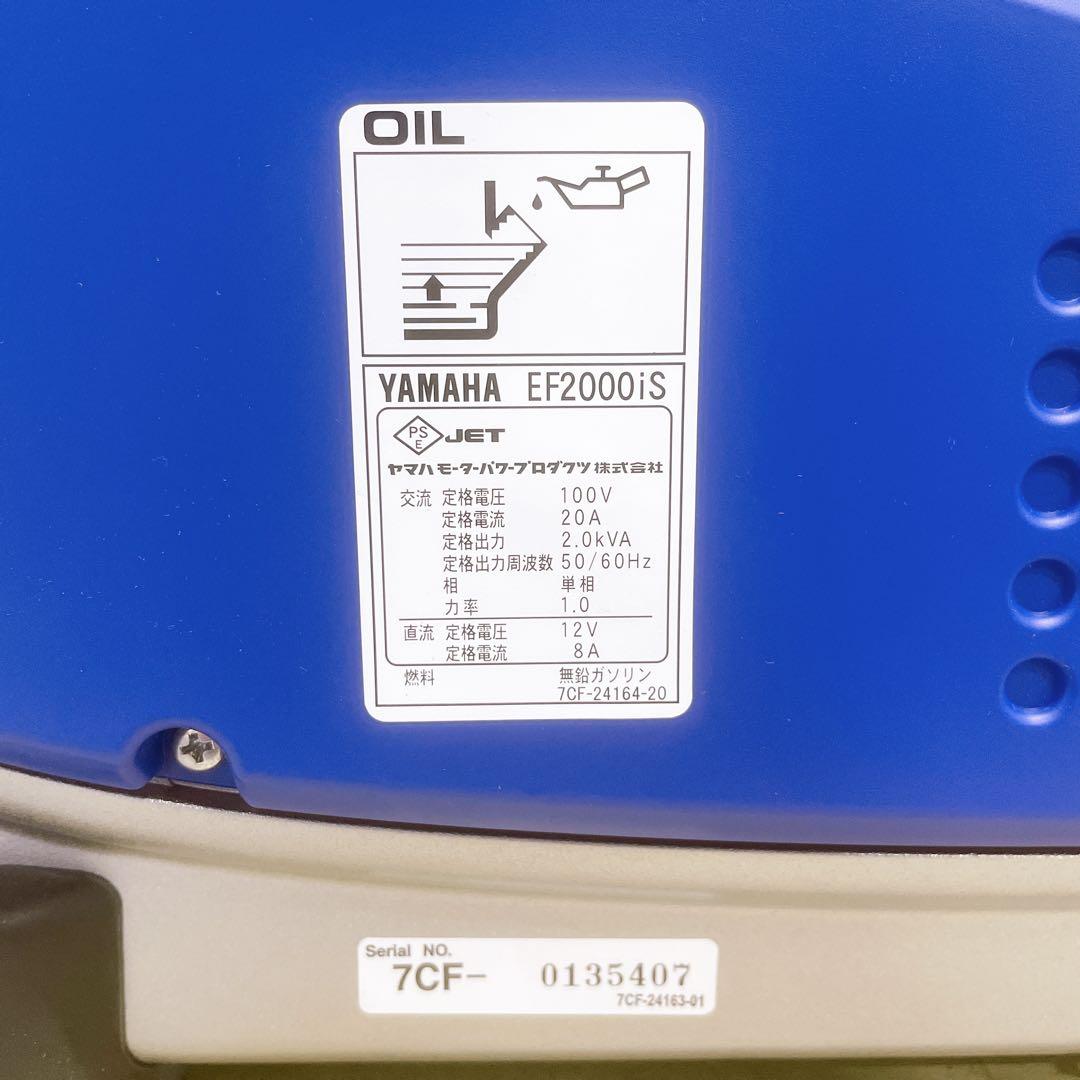 OIL
YAMAHA EF2000iS
PS
E
JET
ヤマハモーターパワープロダクツ株式会社
交流 定格電圧 100V
定格電流 20A
定格出力 2.0kVA
定格出力周波数 50/60Hz
相 単相
力率 1.0
直流 定格電圧 12V
定格電流 8A
燃料 無鉛ガソリン
7CF-24164-20
Serial NO.
7CF- 0135407
7CF-24163-01